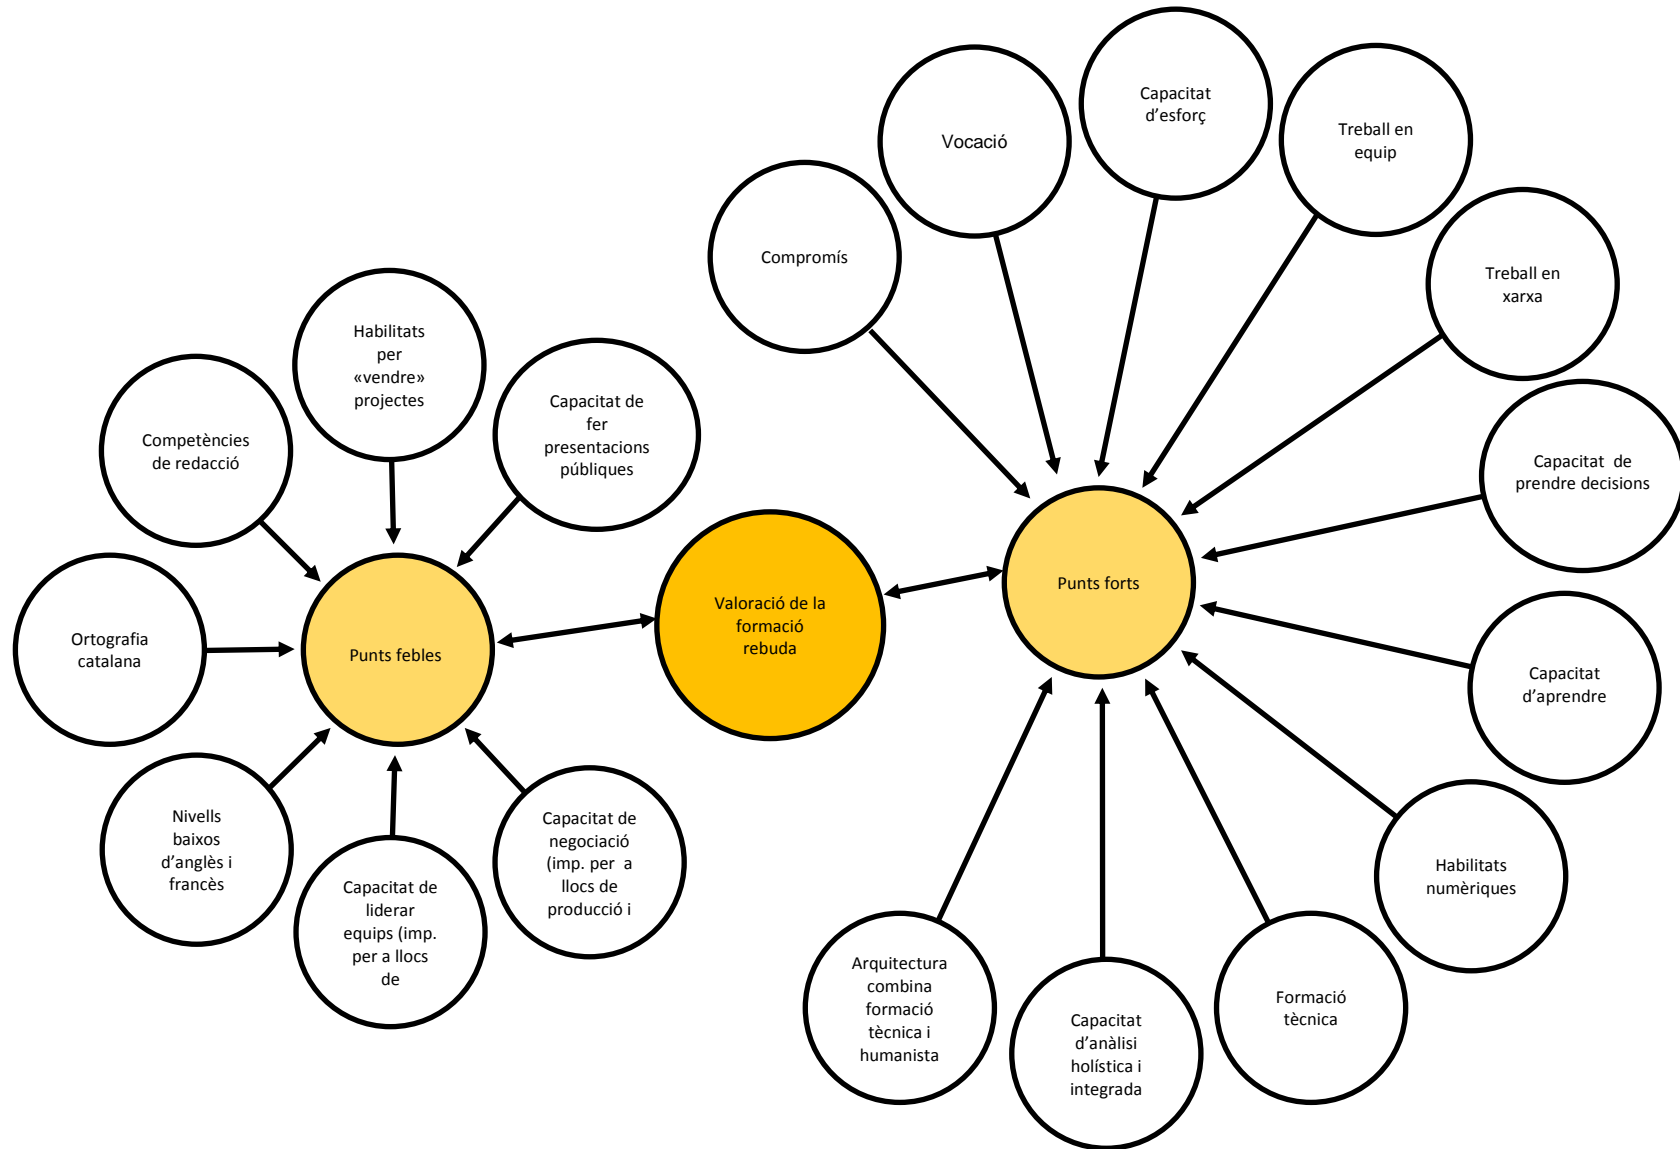 Capacitat
d'esforç
Vocació
Treball en
equip
Compromís
Treball en
xarxa
Habilitats
per
«vendre»
projectes
Capacitat de
fer
presentacions
públiques
Competències
de redacció
Capacitat de
prendre decisions
Ortografia
catalana
Punts febles
Valoració de la
formació
rebuda
Punts forts
Capacitat
d'aprendre
Nivells
baixos
d'anglès i
francès
Capacitat de
liderar
equips (imp.
per a llocs
de
Capacitat de
negociació
(imp. per a
llocs de
producció i
Habilitats
numèriques
Arquitectura
combina
formació
tècnica i
humanista
Capacitat
d'anàlisi
holística i
integrada
Formació
tècnica